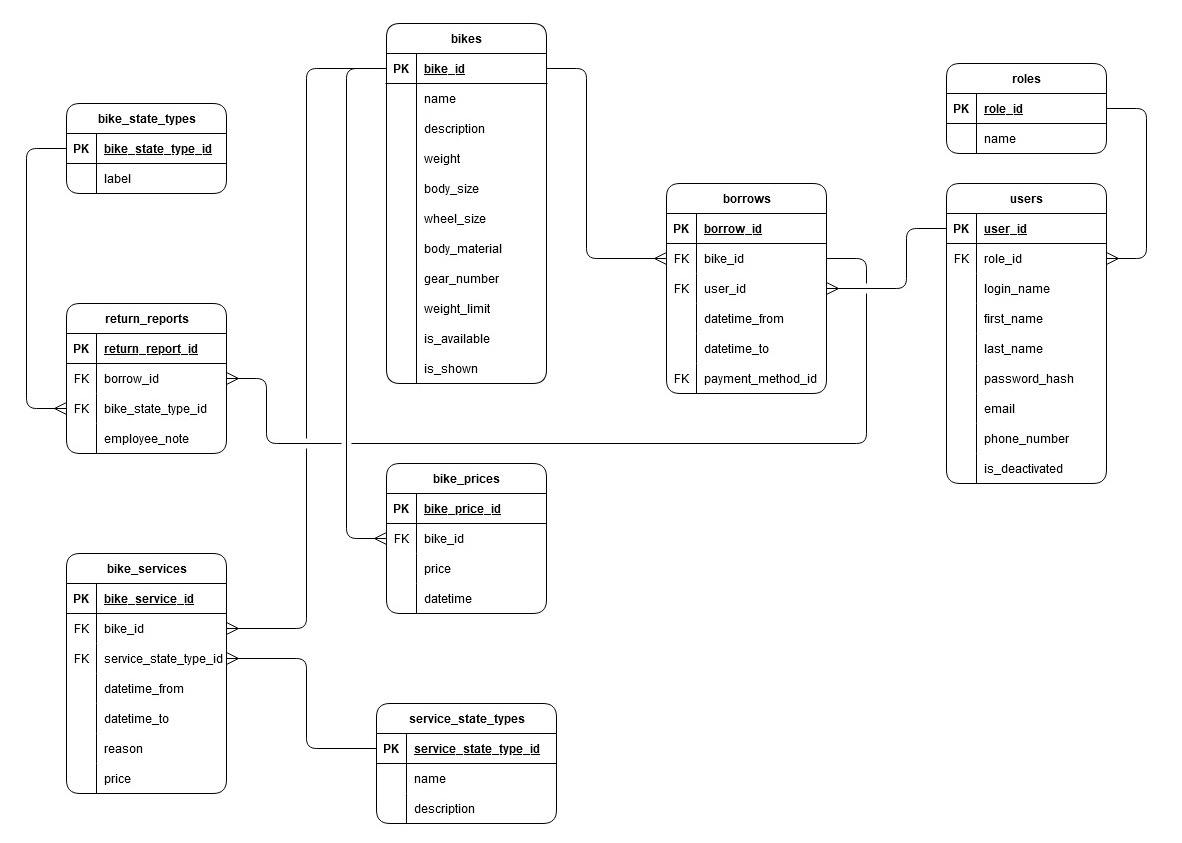 bikes
PK bike_id
name
description
weight
body_size
wheel_size
body_material
gear_number
weight_limit
is_available
is_shown
roles
PK role_id
name
bike_state_types
PK bike_state_type_id
label
borrows
PK borrow_id
FK bike_id
FK user_id
datetime_from
datetime_to
FK payment_method_id
users
PK user_id
FK role_id
login_name
first_name
last_name
password_hash
email
phone_number
is_deactivated
return_reports
PK return_report_id
FK borrow_id
FK bike_state_type_id
employee_note
bike_prices
PK bike_price_id
FK bike_id
price
datetime
bike_services
PK bike_service_id
FK bike_id
FK service_state_type_id
datetime_from
datetime_to
reason
price
service_state_types
PK service_state_type_id
name
description